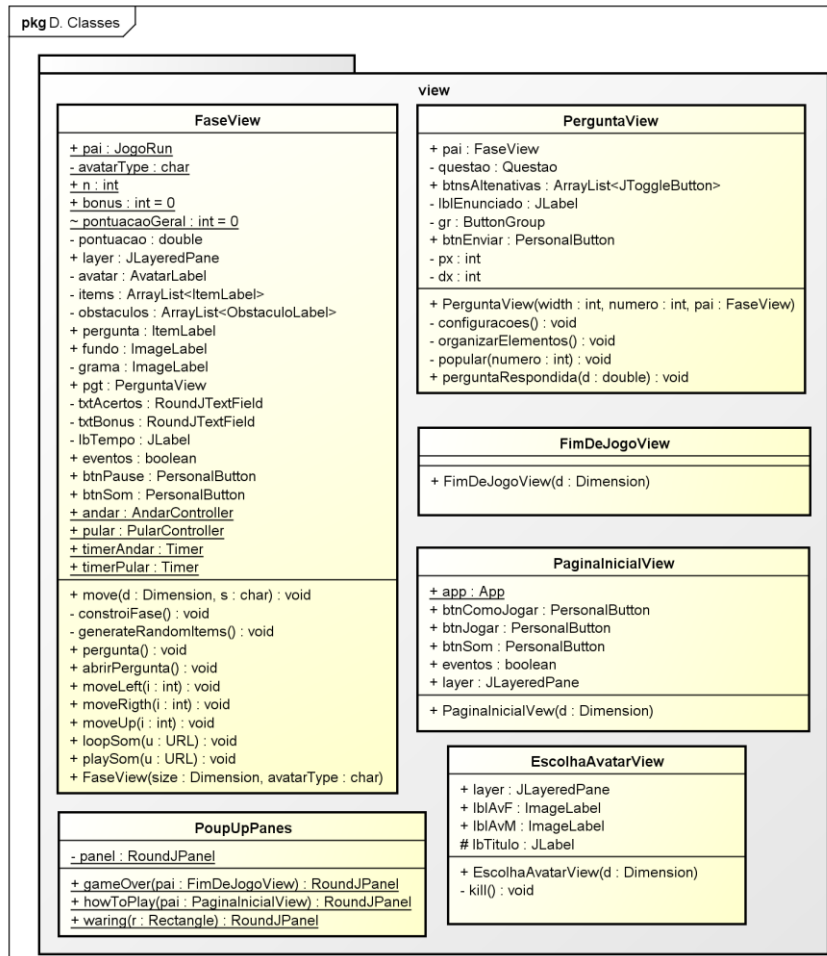 pkg D. Classes
view
FaseView
+ pai : JogoRun
- avatarType : char
+ n : int
+ bonus : int = 0
~ pontuacaoGeral : int = 0
- pontuacao : double
+ layer : JLayeredPane
- avatar : AvatarLabel
- items : ArrayList<ItemLabel>
- obstaculos : ArrayList<ObstaculoLabel>
+ pergunta : ItemLabel
+ fundo : ImageLabel
- grama : ImageLabel
+ pgt : PerguntaView
- txtAcertos : RoundJTextField
- txtBonus : RoundJTextField
- lbTempo : JLabel
+ eventos : boolean
+ btnPause : PersonalButton
+ btnSom : PersonalButton
+ andar : AndarController
+ pular : PularController
+ timerAndar : Timer
+ timerPular : Timer
+ move(d : Dimension, s : char) : void
- constroiFase() : void
- generateRandomItems() : void
+ pergunta() : void
+ abrirPergunta() : void
+ moveLeft(i : int) : void
+ moveRigth(i : int) : void
+ moveUp(i : int) : void
+ loopSom(u : URL) : void
+ playSom(u : URL) : void
+ FaseView(size : Dimension, avatarType : char)
PoupUpPanes
- panel : RoundJPanel
+ gameOver(pai : FimDeJogoView) : RoundJPanel
+ howToPlay(pai : PaginaInicialView) : RoundJPanel
+ waring(r : Rectangle) : RoundJPanel
PerguntaView
+ pai : FaseView
- questao : Questao
+ btnsAltenativas : ArrayList<JToggleButton>
- lblEnunciado : JLabel
- gr : ButtonGroup
+ btnEnviar : PersonalButton
- px : int
- dx : int
+ PerguntaView(width : int, numero : int, pai : FaseView)
- configuracoes() : void
- organizarElementos() : void
- popular(numero : int) : void
+ perguntaRespondida(d : double) : void
FimDeJogoView
+ FimDeJogoView(d : Dimension)
PaginaInicialView
+ app : App
+ btnComoJogar : PersonalButton
+ btnJogar : PersonalButton
+ btnSom : PersonalButton
+ eventos : boolean
+ layer : JLayeredPane
+ PaginaInicialVew(d : Dimension)
EscolhaAvatarView
+ layer : JLayeredPane
+ lblAvF : ImageLabel
+ lblAvM : ImageLabel
# lbTitulo : JLabel
+ EscolhaAvatarView(d : Dimension)
- kill() : void